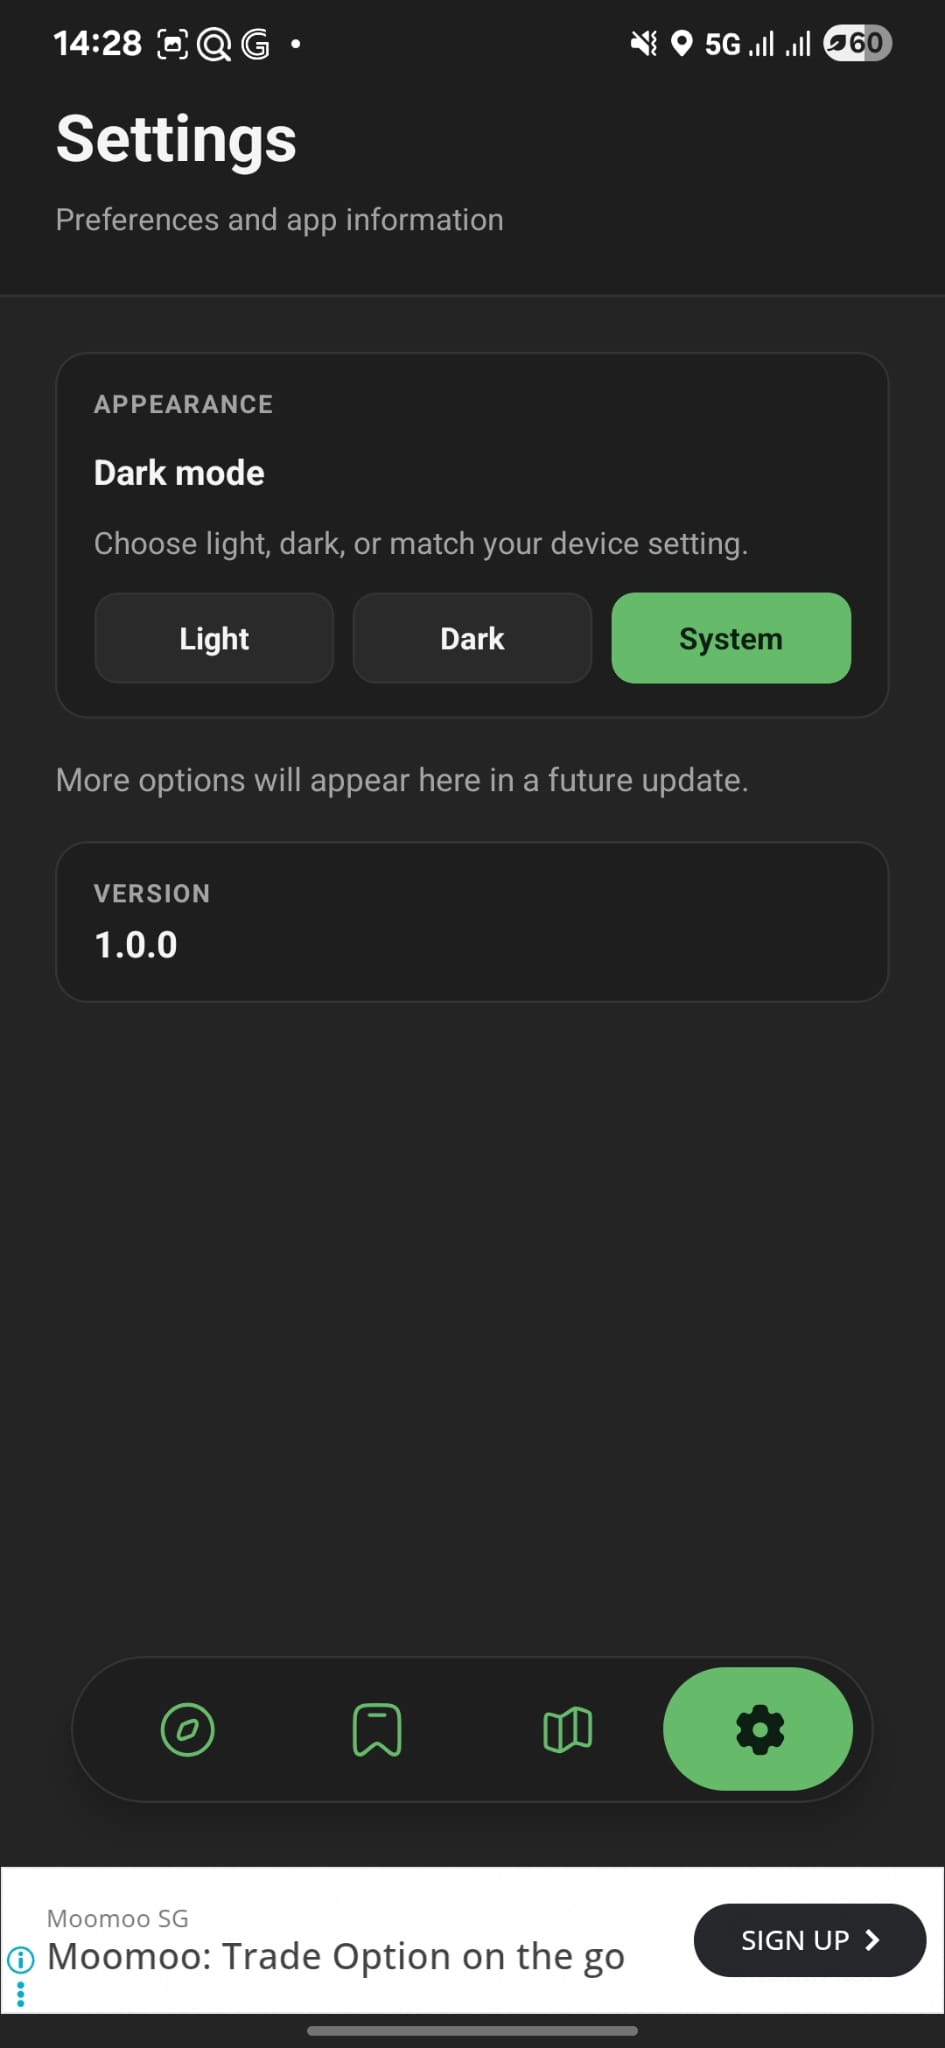 14:28
5G 60
Settings
Preferences and app information
APPEARANCE
Dark mode
Choose light, dark, or match your device setting.
Light Dark System
More options will appear here in a future update.
VERSION
1.0.0
Moomoo SG
Moomoo: Trade Option on the go
SIGN UP